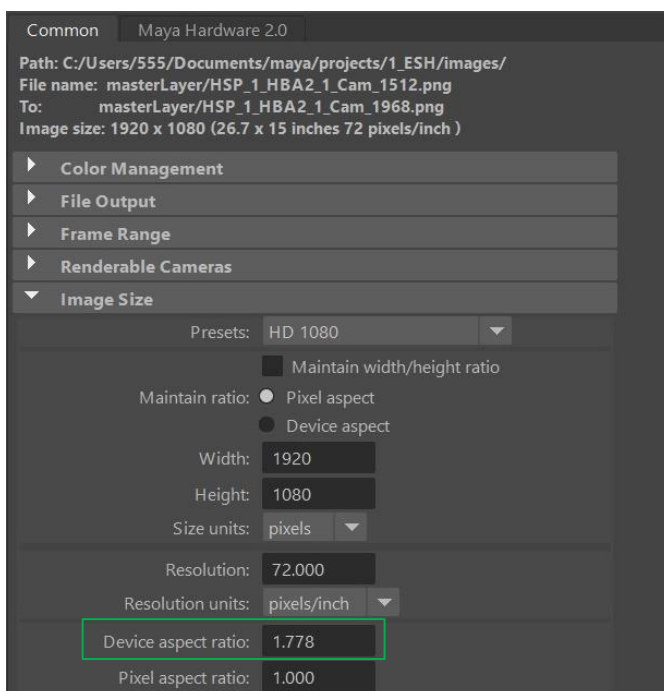 Common Maya Hardware 2.0
Path: C:/Users/555/Documents/maya/projects/1_ESH/images/
File name: masterLayer/HSP_1_HBA2_1_Cam_1512.png
To: masterLayer/HSP_1_HBA2_1_Cam_1968.png
Image size: 1920 x 1080 (26.7 x 15 inches 72 pixels/inch )
Color Management
File Output
Frame Range
Renderable Cameras
Image Size
Presets: HD 1080
Maintain width/height ratio
Maintain ratio: Pixel aspect
Device aspect
Width: 1920
Height: 1080
Size units: pixels
Resolution: 72.000
Resolution units: pixels/inch
Device aspect ratio: 1.778
Pixel aspect ratio: 1.000